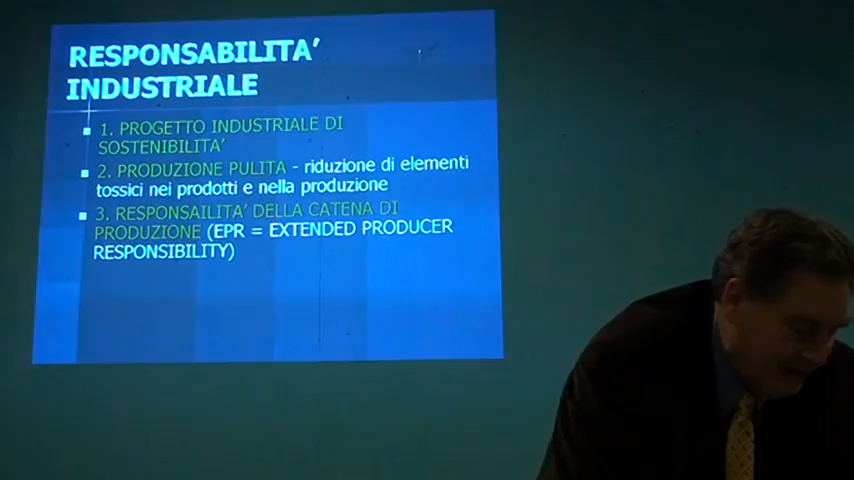 RESPONSABILITA’
INDUSTRIALE
1. PROGETTO INDUSTRIALE DI
SOSTENIBILITA’
2. PRODUZIONE PULITA - riduzione di elementi
tossici nei prodotti e nella produzione
3. RESPONSAILITA’ DELLA CATENA DI
PRODUZIONE (EPR = EXTENDED PRODUCER
RESPONSIBILITY)